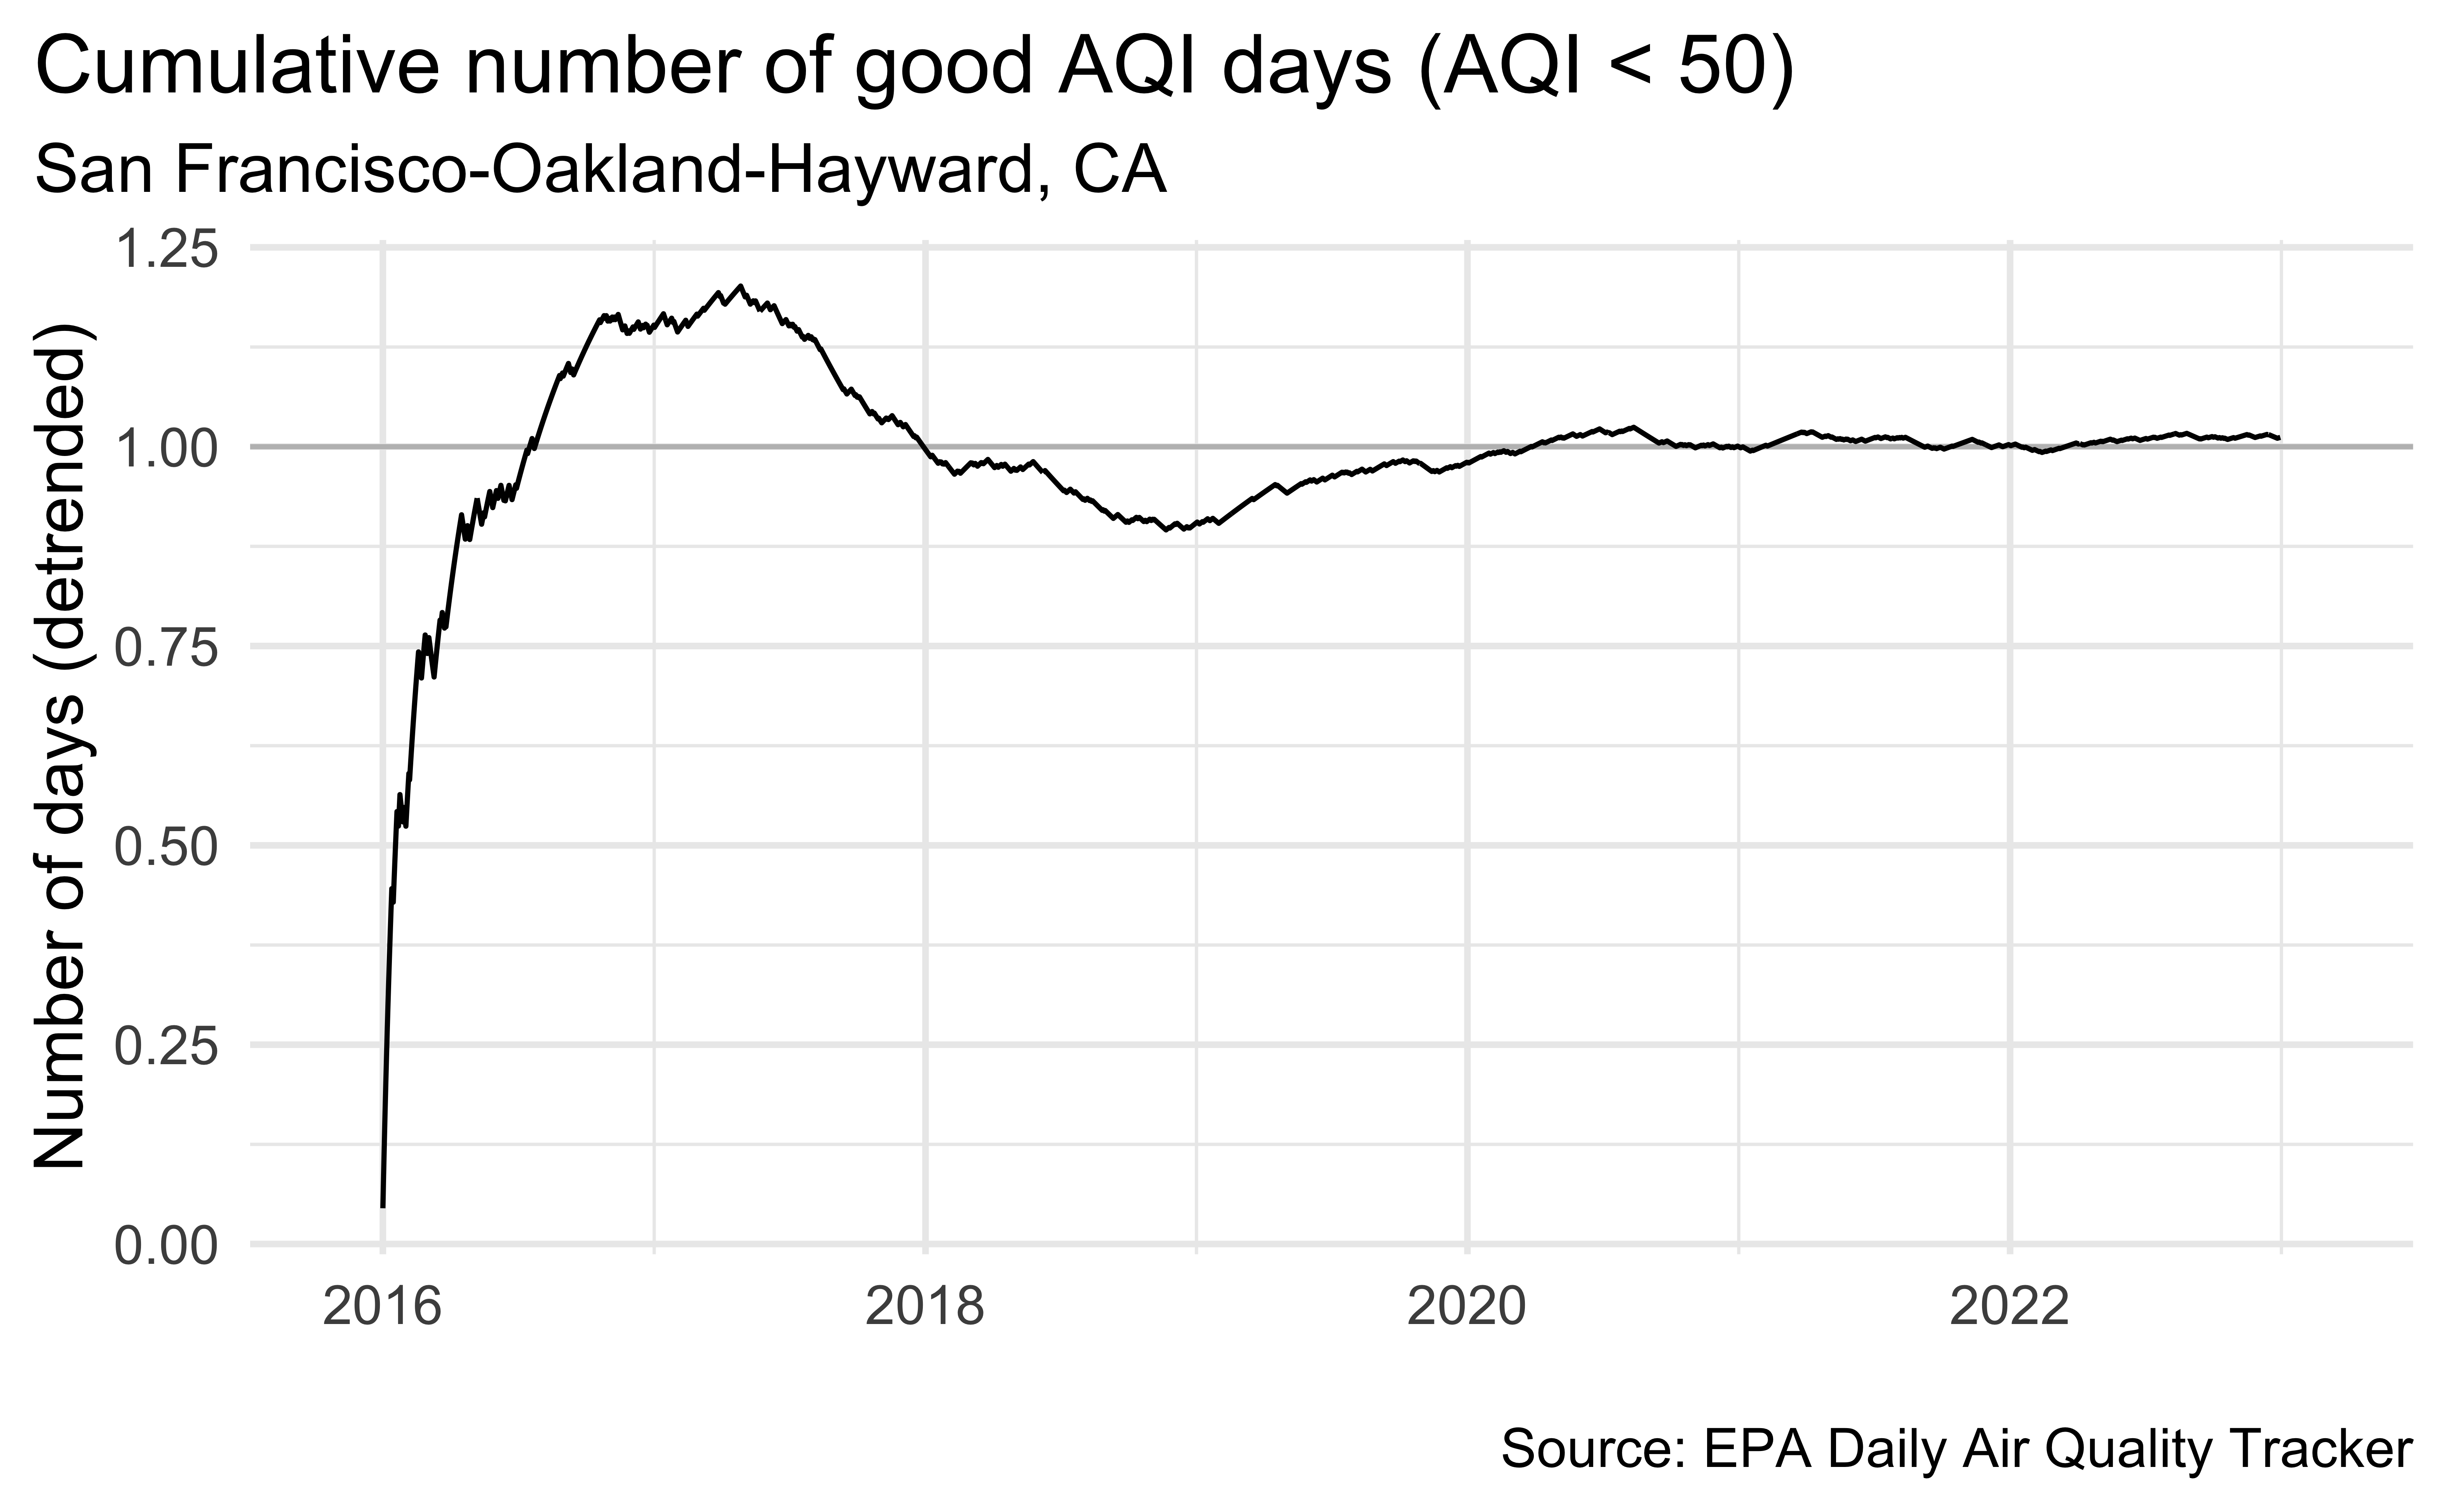 Cumulative number of good AQI days (AQI < 50)
San Francisco-Oakland-Hayward, CA
Number of days (detrended)
1.25
1.00
0.75
0.50
0.25
0.00
2016 2018 2020 2022
Source: EPA Daily Air Quality Tracker